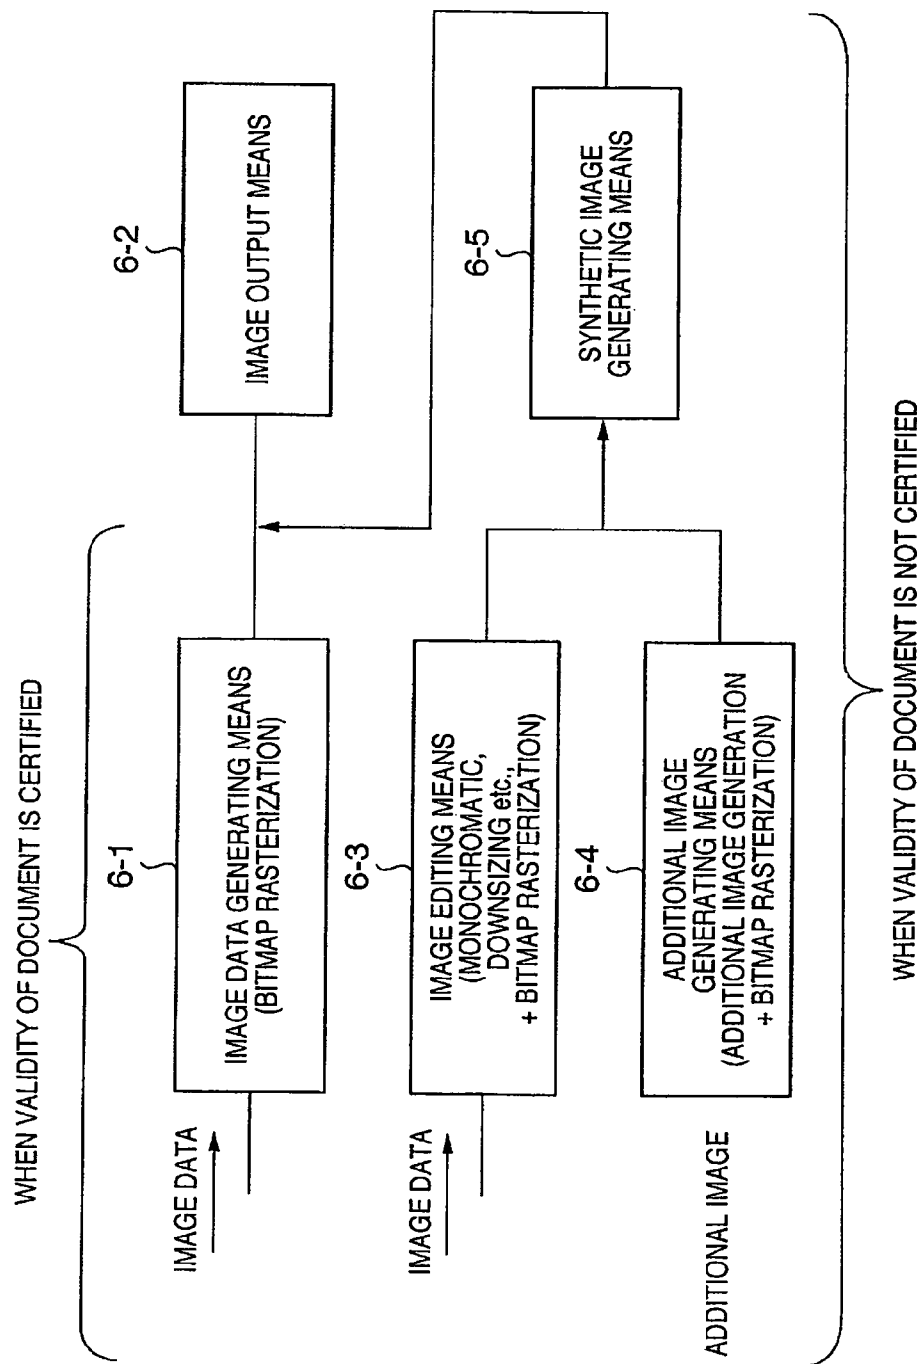 WHEN VALIDITY OF DOCUMENT IS CERTIFIED
IMAGE DATA
6-1
IMAGE DATA GENERATING MEANS
(BITMAP RASTERIZATION)
6-2
IMAGE OUTPUT MEANS
IMAGE DATA
6-3
IMAGE EDITING MEANS
(MONOCHROMATIC,
DOWNSIZING etc.,
+ BITMAP RASTERIZATION)
6-5
SYNTHETIC IMAGE
GENERATING MEANS
ADDITIONAL IMAGE
6-4
ADDITIONAL IMAGE
GENERATING MEANS
(ADDITIONAL IMAGE GENERATION
+ BITMAP RASTERIZATION)
WHEN VALIDITY OF DOCUMENT IS NOT CERTIFIED